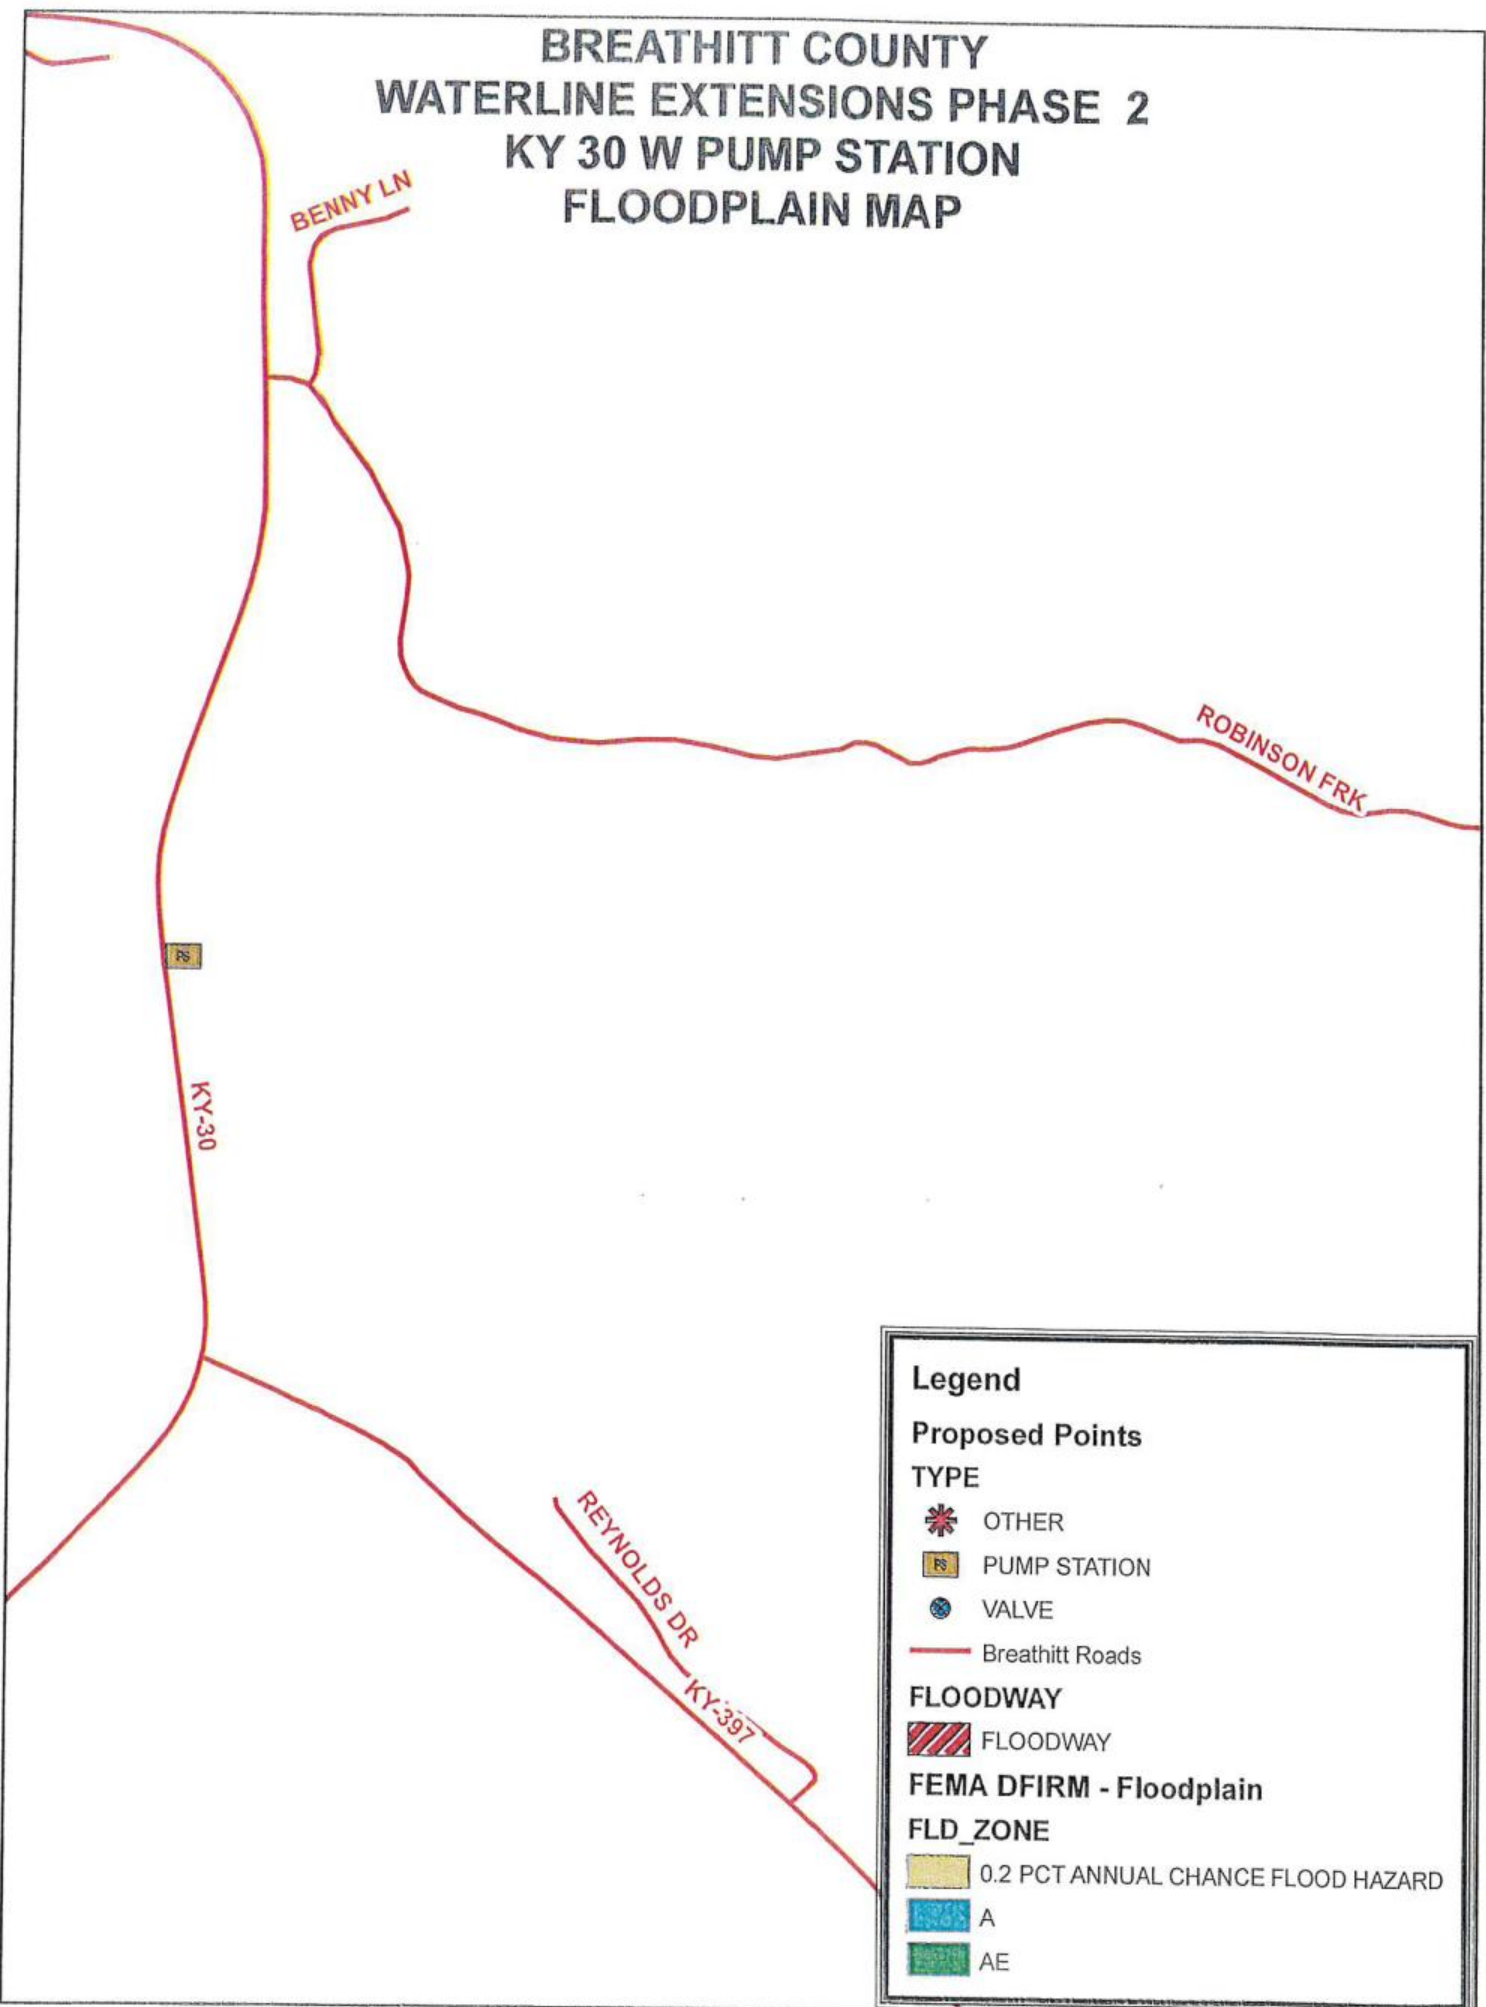 BREATHITT COUNTY
WATERLINE EXTENSIONS PHASE 2
KY 30 W PUMP STATION
FLOODPLAIN MAP
BENNY LN
ROBINSON FRK
PS
KY-30
REYNOLDS DR
KY-397
Legend
Proposed Points
TYPE
OTHER
PS PUMP STATION
VALVE
Breathitt Roads
FLOODWAY
FLOODWAY
FEMA DFIRM - Floodplain
FLD_ZONE
0.2 PCT ANNUAL CHANCE FLOOD HAZARD
A
AE